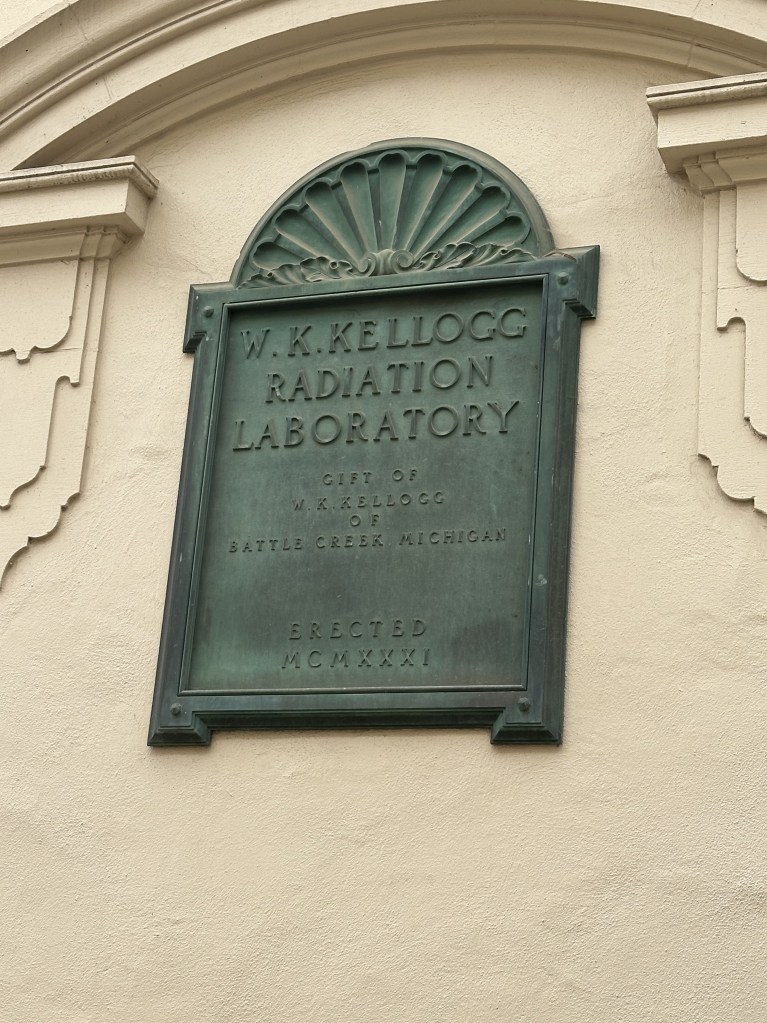 W. K. KELLOGG
RADIATION
LABORATORY
GIFT OF
W. K. KELLOGG
OF
BATTLE CREEK MICHIGAN
ERECTED
MCMXXXI